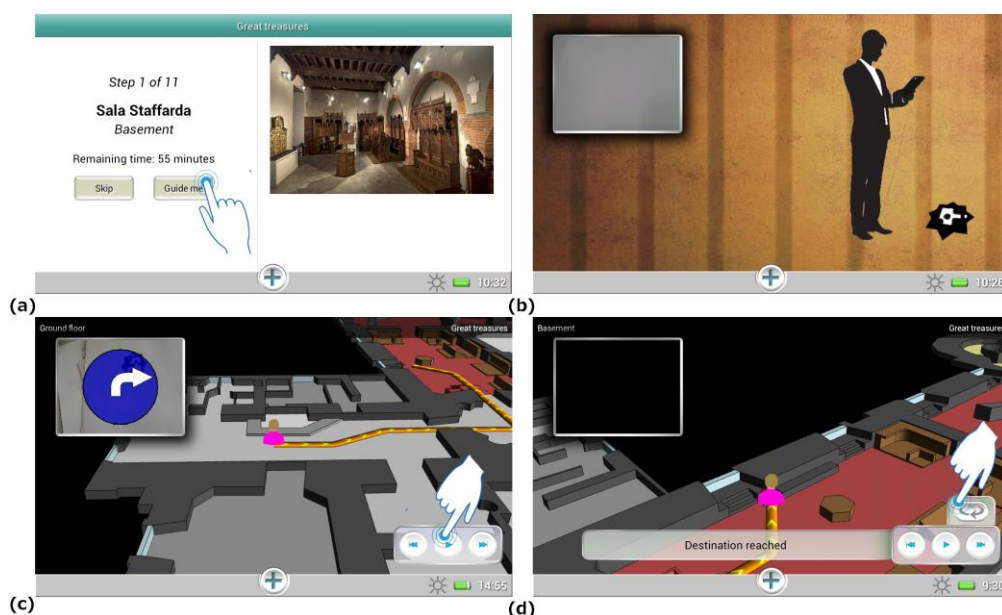 Great treasures
Step 1 of 11
Sala Staffarda
Basement
Remaining time: 55 minutes
Skip
Guide me
10:32
(a)
10:28
(b)
Ground floor
Great treasures
14:55
(c)
Basement
Great treasures
Destination reached
9:30
(d)